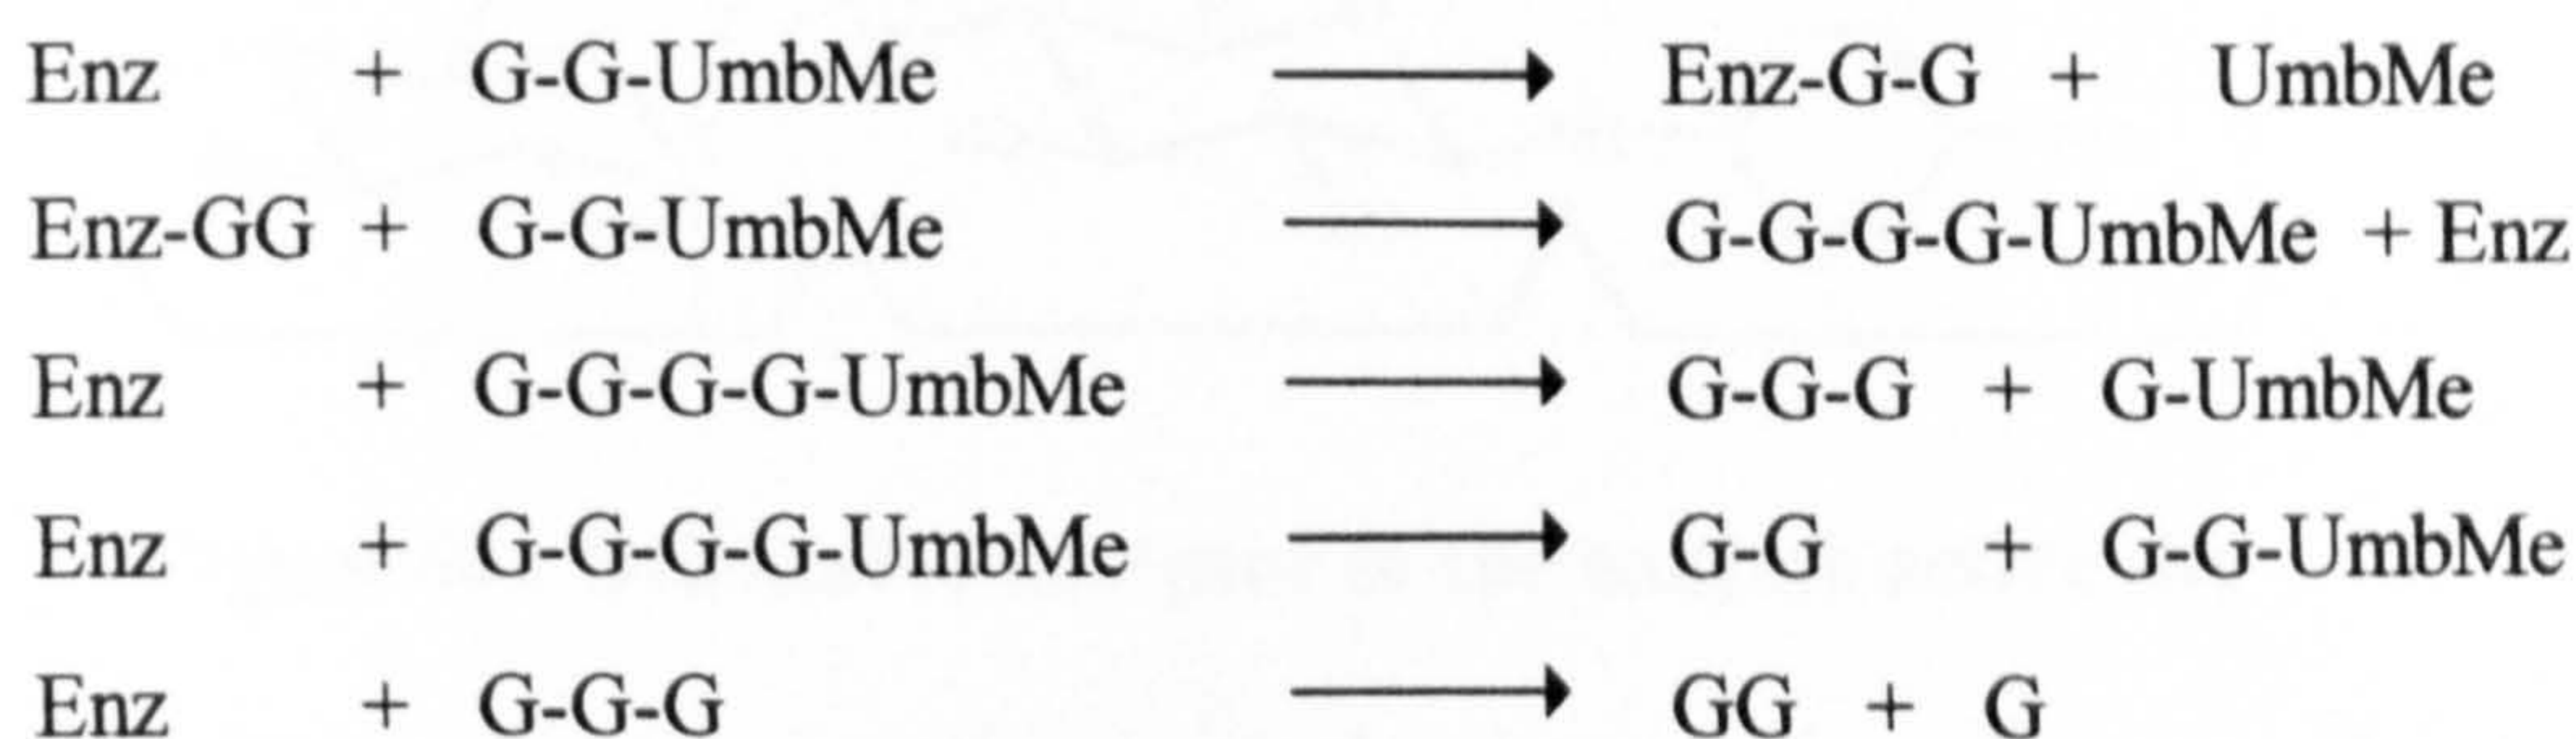 Enz + G-G-UmbMe → Enz-G-G + UmbMe
Enz-GG + G-G-UmbMe → G-G-G-G-UmbMe + Enz
Enz + G-G-G-G-UmbMe → G-G-G + G-UmbMe
Enz + G-G-G-G-UmbMe → G-G + G-G-UmbMe
Enz + G-G-G → GG + G